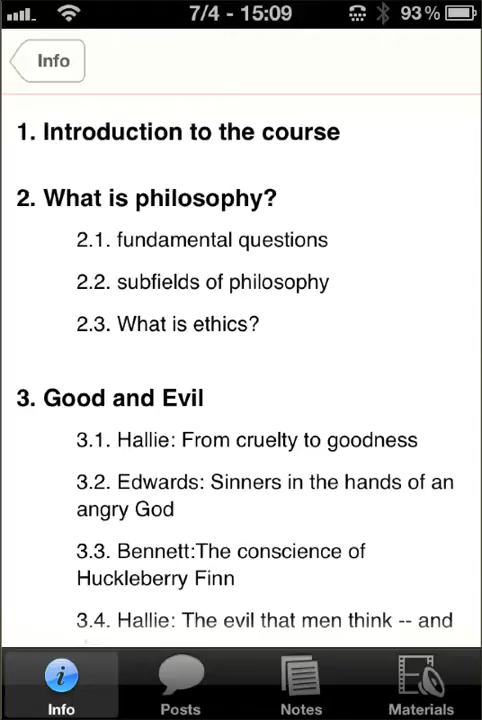 7/4 - 15:09 93%
Info
1. Introduction to the course
2. What is philosophy?
2.1. fundamental questions
2.2. subfields of philosophy
2.3. What is ethics?
3. Good and Evil
3.1. Hallie: From cruelty to goodness
3.2. Edwards: Sinners in the hands of an
angry God
3.3. Bennett:The conscience of
Huckleberry Finn
3.4. Hallie: The evil that men think -- and
Info Posts Notes Materials